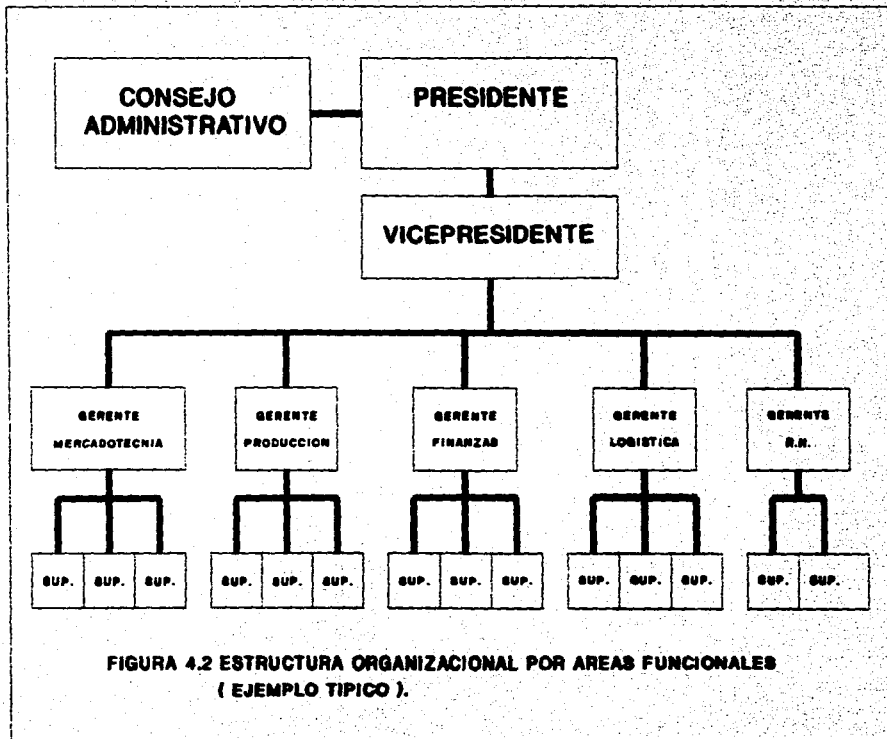 CONSEJO
ADMINISTRATIVO
PRESIDENTE
VICEPRESIDENTE
GERENTE
MERCADOTECNIA
GERENTE
PRODUCCION
GERENTE
FINANZAS
GERENTE
LOGISTICA
GERENTE
R.H.
SUP. SUP. SUP.
SUP. SUP. SUP.
SUP. SUP. SUP.
SUP. SUP. SUP.
SUP. SUP.
FIGURA 4.2 ESTRUCTURA ORGANIZACIONAL POR AREAS FUNCIONALES
( EJEMPLO TIPICO ).